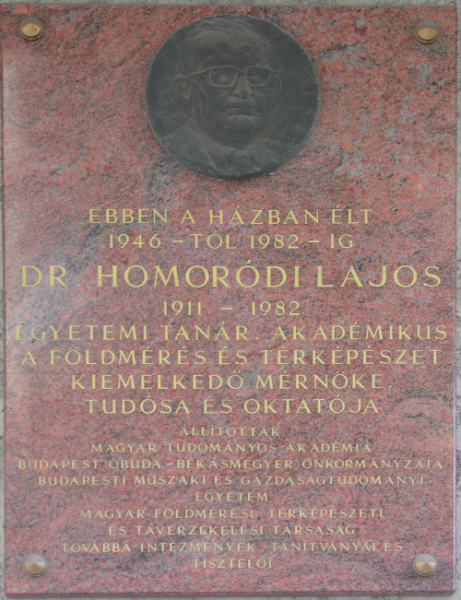 EBBEN A HÁZBAN ÉLT
1946 – TÓL 1982 – IG
DR. HOMORÓDI LAJOS
1911 – 1982
EGYETEMI TANÁR, AKADÉMIKUS
A FÖLDMÉRÉS ÉS TÉRKÉPÉSZET
KIEMELKEDŐ MÉRNÖKE,
TUDÓSA ÉS OKTATÓJA
ÁLLÍTOTTÁK
MAGYAR TUDOMÁNYOS AKADÉMIA
BUDAPEST ÓBUDA–BÉKÁSMEGYER ÖNKORMÁNYZATA
BUDAPESTI MŰSZAKI ÉS GAZDASÁGTUDOMÁNYI
EGYETEM
MAGYAR FÖLDMÉRÉSI, TÉRKÉPÉSZETI
ÉS TÁVÉRZÉKELÉSI TÁRSASÁG
TOVÁBBÁ INTÉZMÉNYEK, TANÍTVÁNYAI ÉS
TISZTELŐI